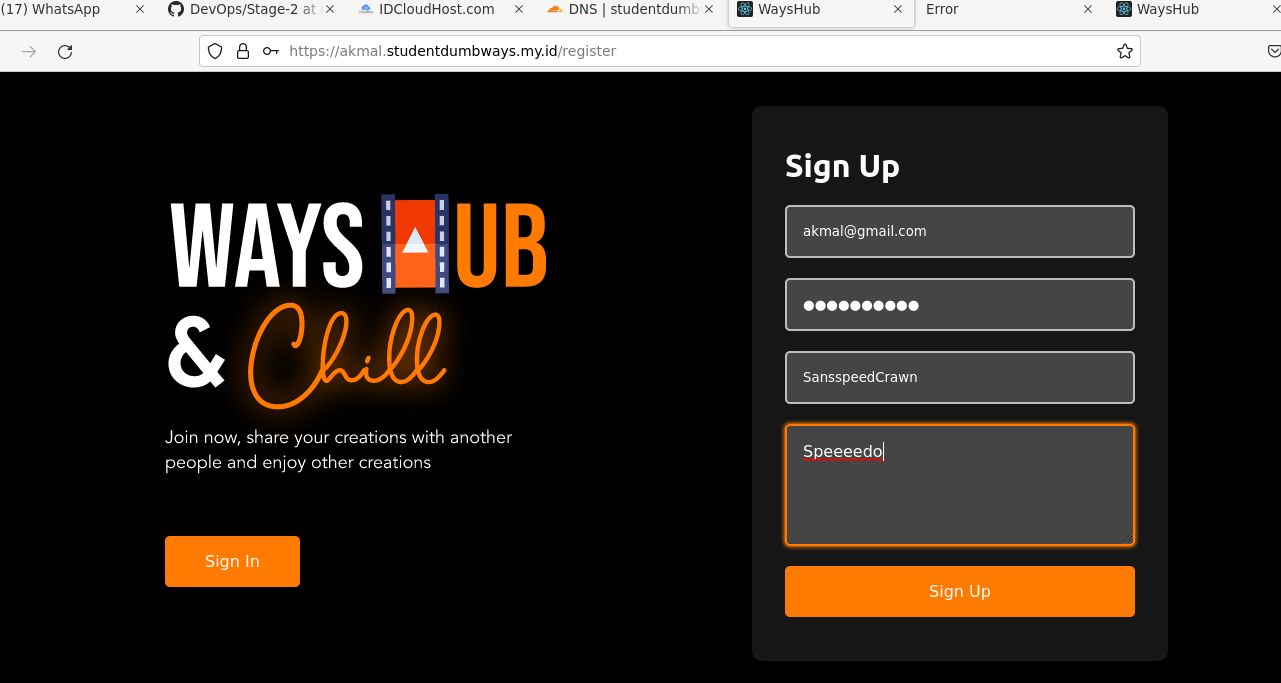 (17) WhatsApp
DevOps/Stage-2 at
IDCloudHost.com
DNS | studentdumb
WaysHub
Error
WaysHub
https://akmal.studentdumbways.my.id/register
WAYS HUB
& Chill
Join now, share your creations with another
people and enjoy other creations
Sign In
Sign Up
akmal@gmail.com
●●●●●●●●●●
SansspeedCrawn
Speeeedo
Sign Up